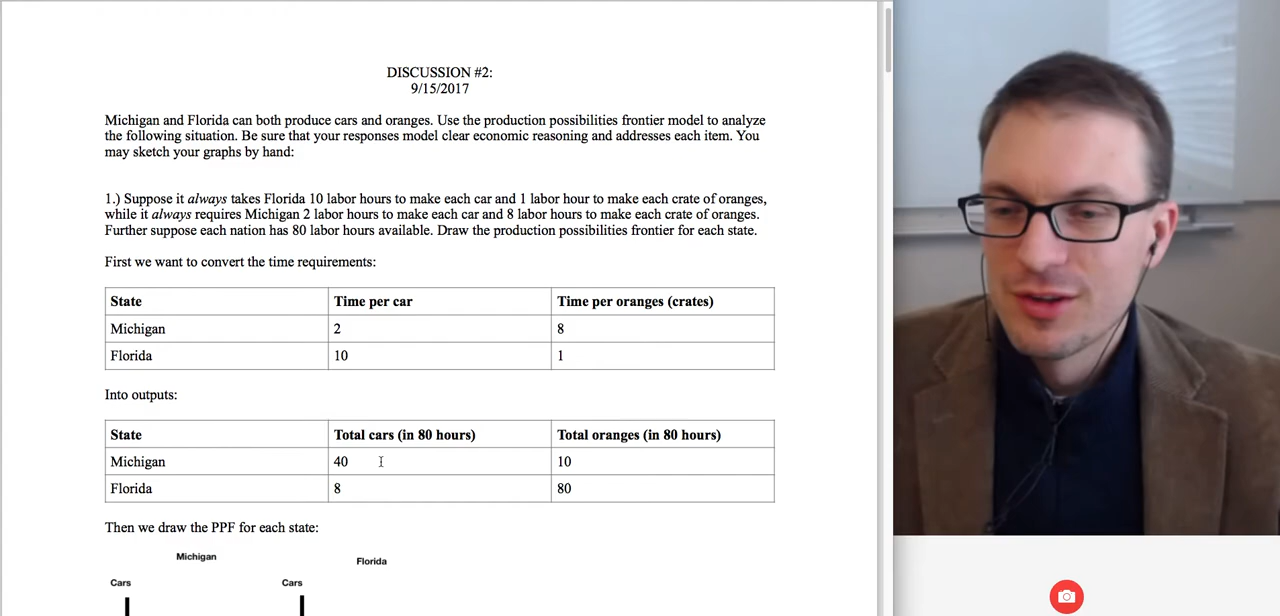 DISCUSSION #2:
9/15/2017
Michigan and Florida can both produce cars and oranges. Use the production possibilities frontier model to analyze
the following situation. Be sure that your responses model clear economic reasoning and addresses each item. You
may sketch your graphs by hand:
1.) Suppose it always takes Florida 10 labor hours to make each car and 1 labor hour to make each crate of oranges,
while it always requires Michigan 2 labor hours to make each car and 8 labor hours to make each crate of oranges.
Further suppose each nation has 80 labor hours available. Draw the production possibilities frontier for each state.
First we want to convert the time requirements:
State Time per car Time per oranges (crates)
Michigan 2 8
Florida 10 1
Into outputs:
State Total cars (in 80 hours) Total oranges (in 80 hours)
Michigan 40 10
Florida 8 80
Then we draw the PPF for each state:
Michigan Florida
Cars Cars